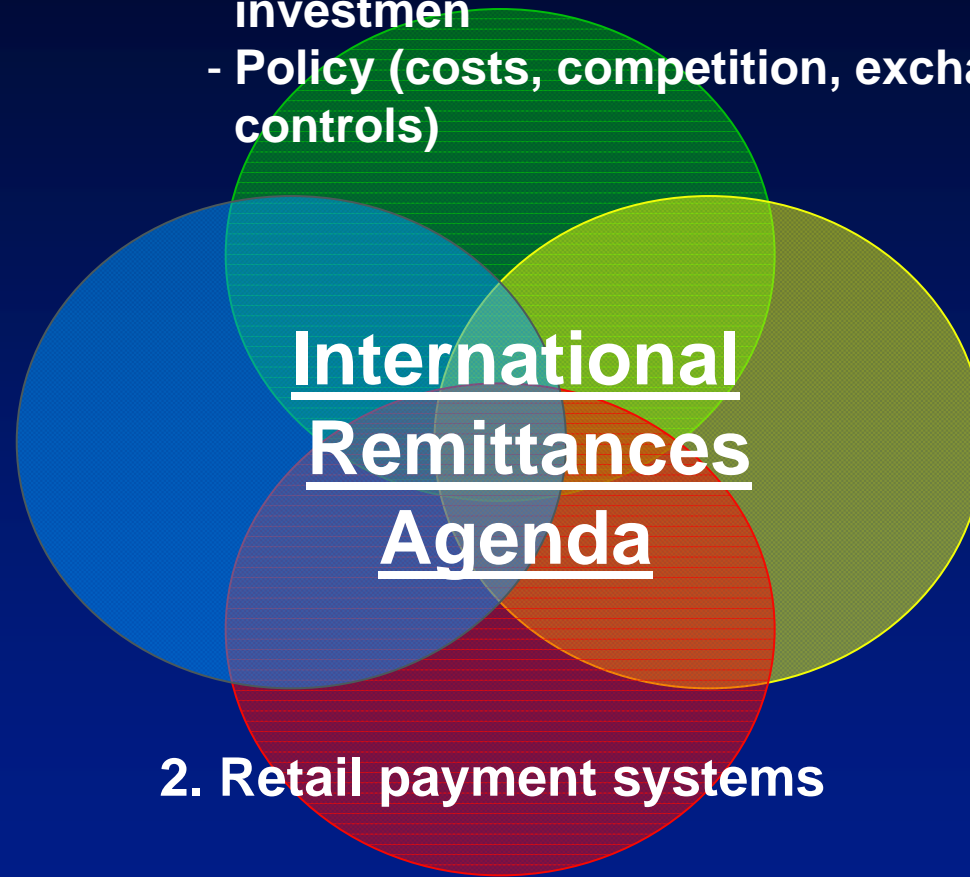 investmen
- Policy (costs, competition, excha
controls)
International
Remittances
Agenda
2. Retail payment systems